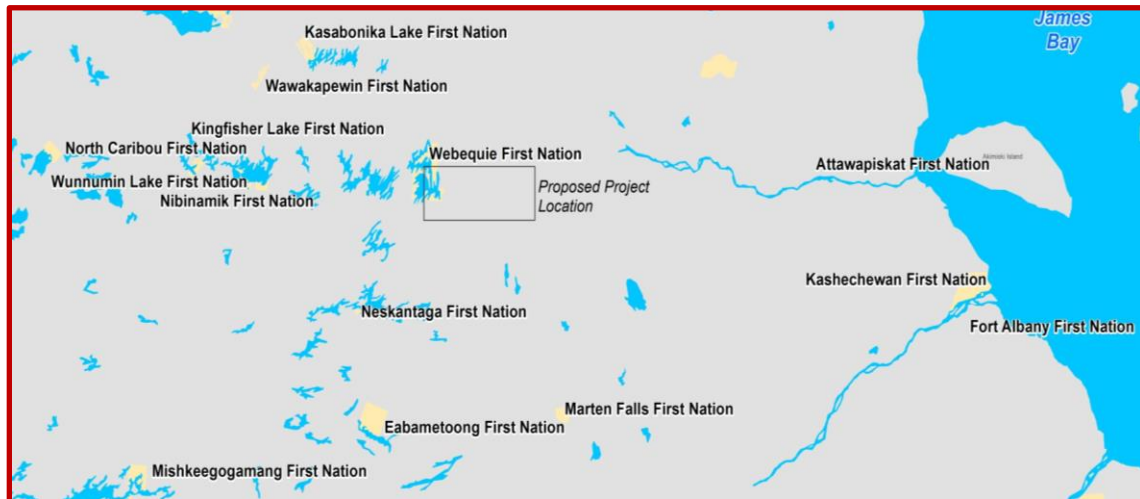 James
Bay
Kasabonika Lake First Nation
Wawakapewin First Nation
Kingfisher Lake First Nation
North Caribou First Nation
Webequie First Nation
Akimiski Island
Attawapiskat First Nation
Wunnumin Lake First Nation
Proposed Project
Location
Nibinamik First Nation
Kashechewan First Nation
Neskantaga First Nation
Fort Albany First Nation
Marten Falls First Nation
Eabametoong First Nation
Mishkeegogamang First Nation